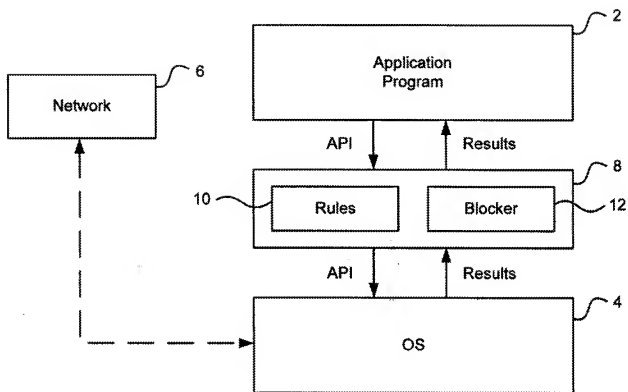 2
6
Application
Program
Network
API
Results
8
10
Rules
Blocker
12
API
Results
4
OS